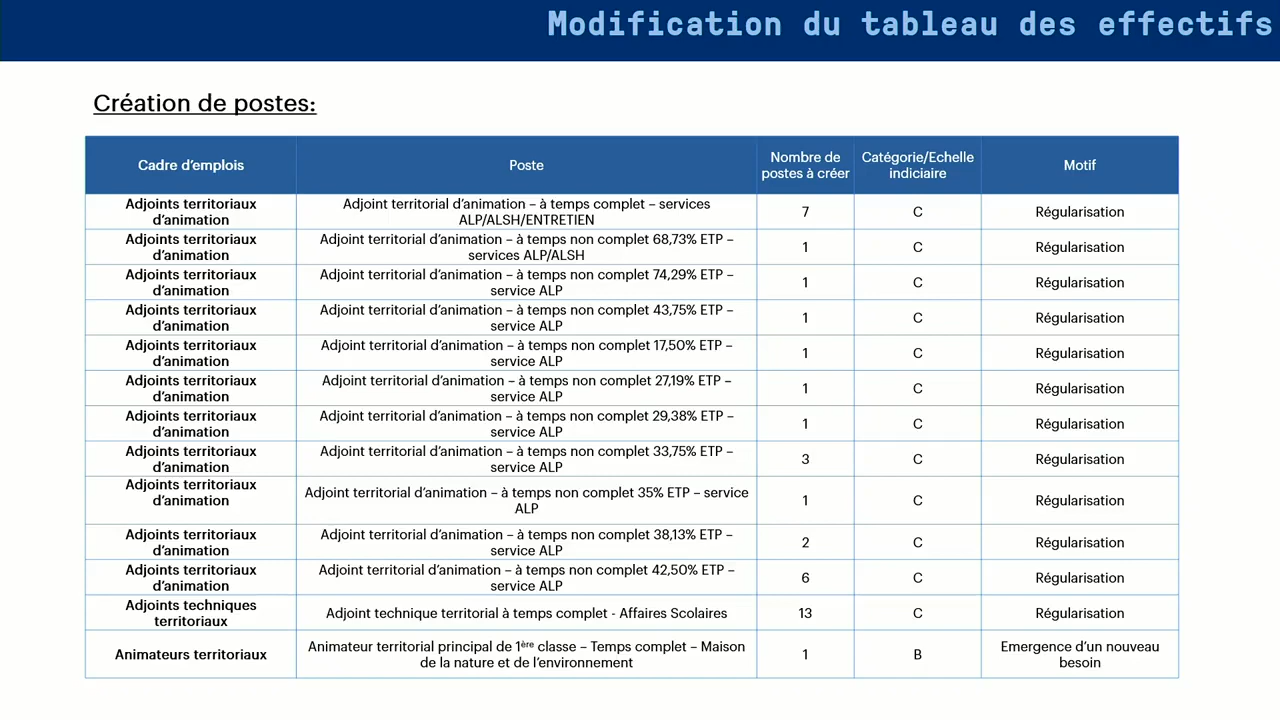 Modification du tableau des effectifs
Création de postes:
Cadre d'emplois
Poste
Nombre de
postes à créer
Catégorie/Echelle
indiciaire
Motif
Adjoints territoriaux
d'animation
Adjoint territorial d'animation – à temps complet – services
ALP/ALSH/ENTRETIEN
7
C
Régularisation
Adjoints territoriaux
d'animation
Adjoint territorial d'animation – à temps non complet 68,73% ETP –
services ALP/ALSH
1
C
Régularisation
Adjoints territoriaux
d'animation
Adjoint territorial d'animation – à temps non complet 74,29% ETP –
service ALP
1
C
Régularisation
Adjoints territoriaux
d'animation
Adjoint territorial d'animation – à temps non complet 43,75% ETP –
service ALP
1
C
Régularisation
Adjoints territoriaux
d'animation
Adjoint territorial d'animation – à temps non complet 17,50% ETP –
service ALP
1
C
Régularisation
Adjoints territoriaux
d'animation
Adjoint territorial d'animation – à temps non complet 27,19% ETP –
service ALP
1
C
Régularisation
Adjoints territoriaux
d'animation
Adjoint territorial d'animation – à temps non complet 29,38% ETP –
service ALP
1
C
Régularisation
Adjoints territoriaux
d'animation
Adjoint territorial d'animation – à temps non complet 33,75% ETP –
service ALP
3
C
Régularisation
Adjoints territoriaux
d'animation
Adjoint territorial d'animation – à temps non complet 35% ETP – service
ALP
1
C
Régularisation
Adjoints territoriaux
d'animation
Adjoint territorial d'animation – à temps non complet 38,13% ETP –
service ALP
2
C
Régularisation
Adjoints territoriaux
d'animation
Adjoint territorial d'animation – à temps non complet 42,50% ETP –
service ALP
6
C
Régularisation
Adjoints techniques
territoriaux
Adjoint technique territorial à temps complet - Affaires Scolaires
13
C
Régularisation
Animateurs territoriaux
Animateur territorial principal de 1ère classe – Temps complet – Maison
de la nature et de l'environnement
1
B
Emergence d'un nouveau
besoin